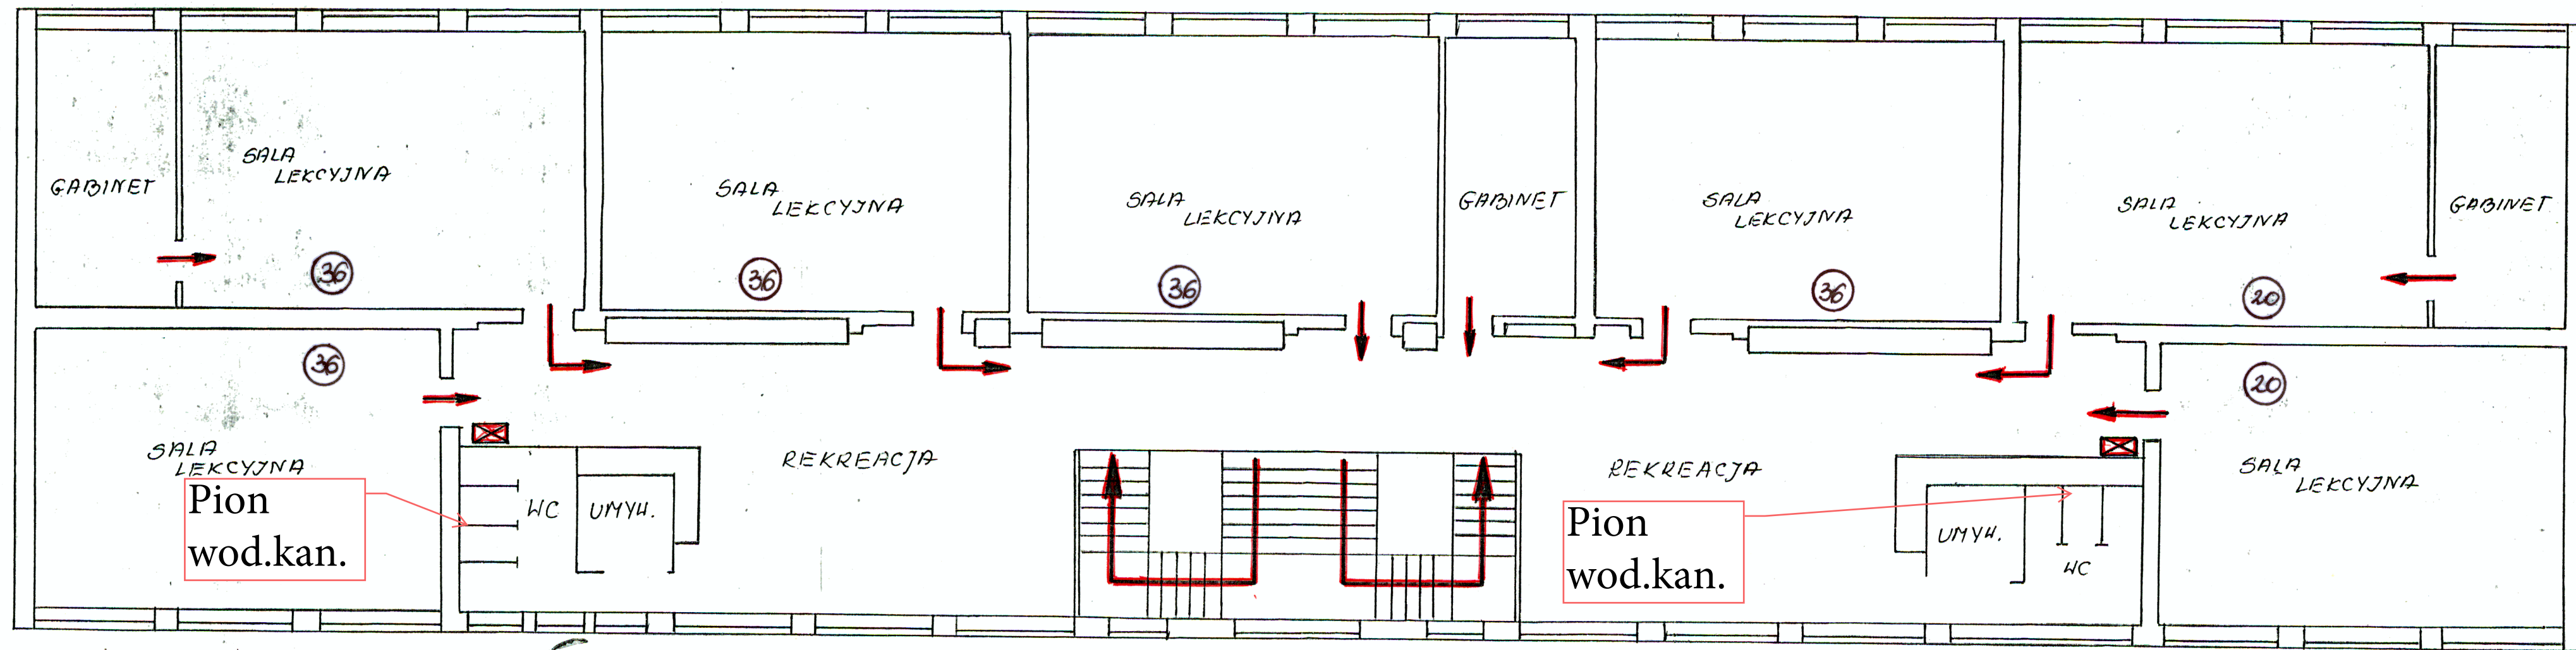 GABINET
SALA
LEKCYJNA
36
SALA
LEKCYJNA
36
SALA
LEKCYJNA
36
GABINET
SALA
LEKCYJNA
36
SALA
LEKCYJNA
20
GABINET
36
SALA
LEKCYJNA
Pion
wod.kan.
WC
UMYW.
REKREACJA
REKREACJA
Pion
wod.kan.
UMYW.
WC
20
SALA
LEKCYJNA